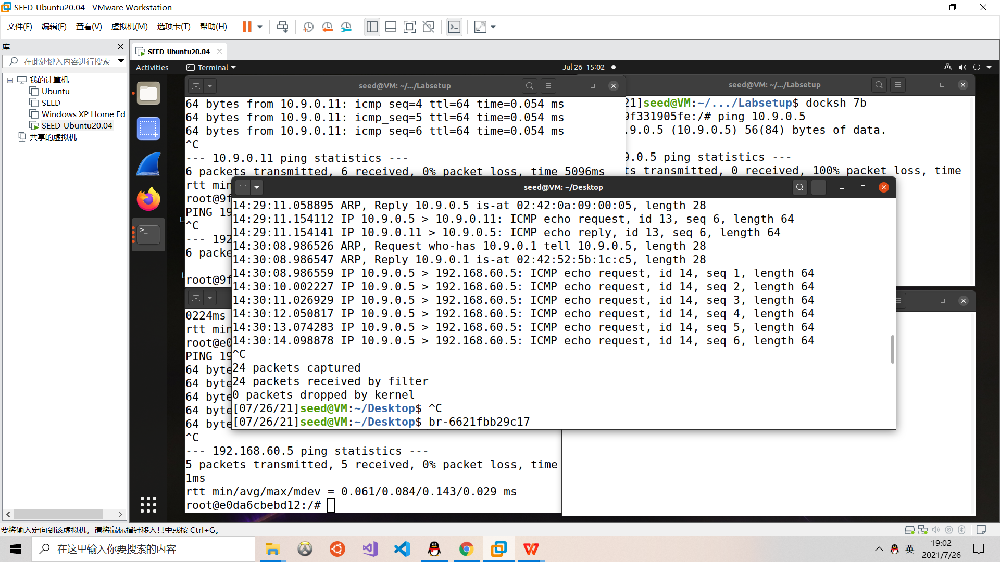 SEED-Ubuntu20.04 - VMware Workstation
文件(F) 编辑(E) 查看(V) 虚拟机(M) 选项卡(T) 帮助(H)
库
在此处键入内容进行搜索
我的计算机
Ubuntu
SEED
Windows XP Home Ed
SEED-Ubuntu20.04
共享的虚拟机
SEED-Ubuntu20.04
Activities
Terminal
Jul 26 15:02
seed@VM: ~/.../Labsetup
64 bytes from 10.9.0.11: icmp_seq=4 ttl=64 time=0.054 ms
64 bytes from 10.9.0.11: icmp_seq=5 ttl=64 time=0.054 ms
64 bytes from 10.9.0.11: icmp_seq=6 ttl=64 time=0.054 ms
^C
--- 10.9.0.11 ping statistics ---
6 packets transmitted, 6 received, 0% packet loss, time 5096ms
rtt min
root@9f
PING 19
^C
--- 192
6 packe
root@9f
seed@VM: ~/.../Labsetup
21]seed@VM:~/.../Labsetup$ docksh 7b
9f331905fe:/# ping 10.9.0.5
.9.0.5 (10.9.0.5) 56(84) bytes of data.
9.0.5 ping statistics ---
ts transmitted, 0 received, 100% packet loss, time
seed@VM: ~/Desktop
14:29:11.058895 ARP, Reply 10.9.0.5 is-at 02:42:0a:09:00:05, length 28
14:29:11.154112 IP 10.9.0.5 > 10.9.0.11: ICMP echo request, id 13, seq 6, length 64
14:29:11.154141 IP 10.9.0.11 > 10.9.0.5: ICMP echo reply, id 13, seq 6, length 64
14:30:08.986526 ARP, Request who-has 10.9.0.1 tell 10.9.0.5, length 28
14:30:08.986547 ARP, Reply 10.9.0.1 is-at 02:42:52:5b:1c:c5, length 28
14:30:08.986559 IP 10.9.0.5 > 192.168.60.5: ICMP echo request, id 14, seq 1, length 64
14:30:10.002227 IP 10.9.0.5 > 192.168.60.5: ICMP echo request, id 14, seq 2, length 64
14:30:11.026929 IP 10.9.0.5 > 192.168.60.5: ICMP echo request, id 14, seq 3, length 64
14:30:12.050817 IP 10.9.0.5 > 192.168.60.5: ICMP echo request, id 14, seq 4, length 64
14:30:13.074283 IP 10.9.0.5 > 192.168.60.5: ICMP echo request, id 14, seq 5, length 64
14:30:14.098878 IP 10.9.0.5 > 192.168.60.5: ICMP echo request, id 14, seq 6, length 64
^C
24 packets captured
24 packets received by filter
0 packets dropped by kernel
[07/26/21]seed@VM:~/Desktop$ ^C
[07/26/21]seed@VM:~/Desktop$ br-6621fbb29c17
0224ms
rtt min
root@e0
PING 19
64 byte
64 byte
64 byte
64 byte
64 byte
^C
--- 192.168.60.5 ping statistics ---
5 packets transmitted, 5 received, 0% packet loss, time
1ms
rtt min/avg/max/mdev = 0.061/0.084/0.143/0.029 ms
root@e0da6cbebd12:/#
要将输入定向到该虚拟机，请将鼠标指针移入其中或按 Ctrl+G。
在这里输入你要搜索的内容
英
19:02
2021/7/26